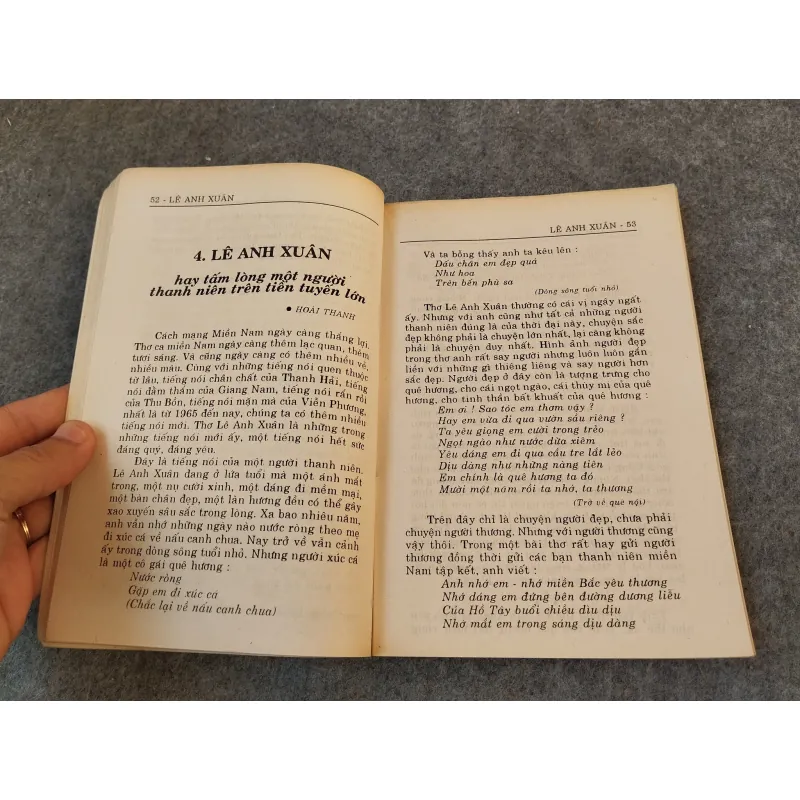 52 - LÊ ANH XUÂN
4. LÊ ANH XUÂN
hay tấm lòng một người
thanh niên trên tiền tuyến lớn
● HOÀI THANH
Cách mạng Miền Nam ngày càng thắng lợi.
Thơ ca miền Nam ngày càng thêm lạc quan, thêm
tươi sáng. Và cũng ngày càng có thêm nhiều vẻ,
nhiều màu. Cùng với những tiếng nói quen thuộc
từ lâu, tiếng nói chân chất của Thanh Hải, tiếng
nói đằm thắm của Giang Nam, tiếng nói rắn rỏi
của Thu Bồn, tiếng nói mặn mà của Viễn Phương,
nhất là từ 1965 đến nay, chúng ta có thêm nhiều
tiếng nói mới. Thơ Lê Anh Xuân là những trong
những tiếng nói mới ấy, một tiếng nói hết sức
đáng quý, đáng yêu.
Đây là tiếng nói của một người thanh niên.
Lê Anh Xuân đang ở lứa tuổi mà một ánh mắt
trong, một nụ cười xinh, một dáng đi mềm mại,
một bàn chân đẹp, một làn hương đều có thể gây
xao xuyến sâu sắc trong lòng. Xa bao nhiêu năm,
anh vẫn nhớ những ngày nào nước ròng theo mẹ
đi xúc cá về nấu canh chua. Nay trở về vẫn cảnh
ấy trong dòng sông tuổi nhỏ. Nhưng người xúc cá
là một cô gái quê hương :
Nước ròng
Gặp em đi xúc cá
(Chắc lại về nấu canh chua)
LÊ ANH XUÂN - 53
Và ta bỗng thấy anh ta kêu lên :
Dấu chân em đẹp quá
Như hoa
Trên bến phù sa
(Dòng sông tuổi nhỏ)
Thơ Lê Anh Xuân thường có cái vị ngây ngất
ấy. Nhưng với anh cũng như tất cả những người
thanh niên đúng là của thời đại này, chuyện sắc
đẹp không phải là chuyện lớn nhất, lại càng không
phải là chuyện duy nhất. Hình ảnh người đẹp
trong thơ anh rất say người nhưng luôn luôn gắn
liền với những gì thiêng liêng và say người hơn
sắc đẹp. Người đẹp ở đây còn là tượng trưng cho quê
hương, cho cái ngọt ngào, cái thùy mị của quê
hương, cho tinh thần bất khuất của quê hương :
Em ơi ! Sao tóc em thơm vậy ?
Hay em vừa đi qua vườn sầu riêng ?
Ta yêu giọng em cười trong trẻo
Ngọt ngào như nước dừa xiêm
Yêu dáng em đi qua cầu tre lắt lẻo
Dịu dàng như những nàng tiên
Em chính là quê hương ta đó
Mười một năm rồi ta nhớ, ta thương
(Trở về quê nội)
Trên đây chỉ là chuyện người đẹp, chưa phải
chuyện người thương. Nhưng với người thương cũng
vậy thôi. Trong một bài thơ rất hay gửi người
thương đồng thời gửi các bạn thanh niên miền
Nam tập kết, anh viết :
Anh nhớ em - nhớ miền Bắc yêu thương
Nhớ dáng em đứng bên đường dương liễu
Của Hồ Tây buổi chiều dìu dịu
Nhớ mắt em trong sáng dịu dàng